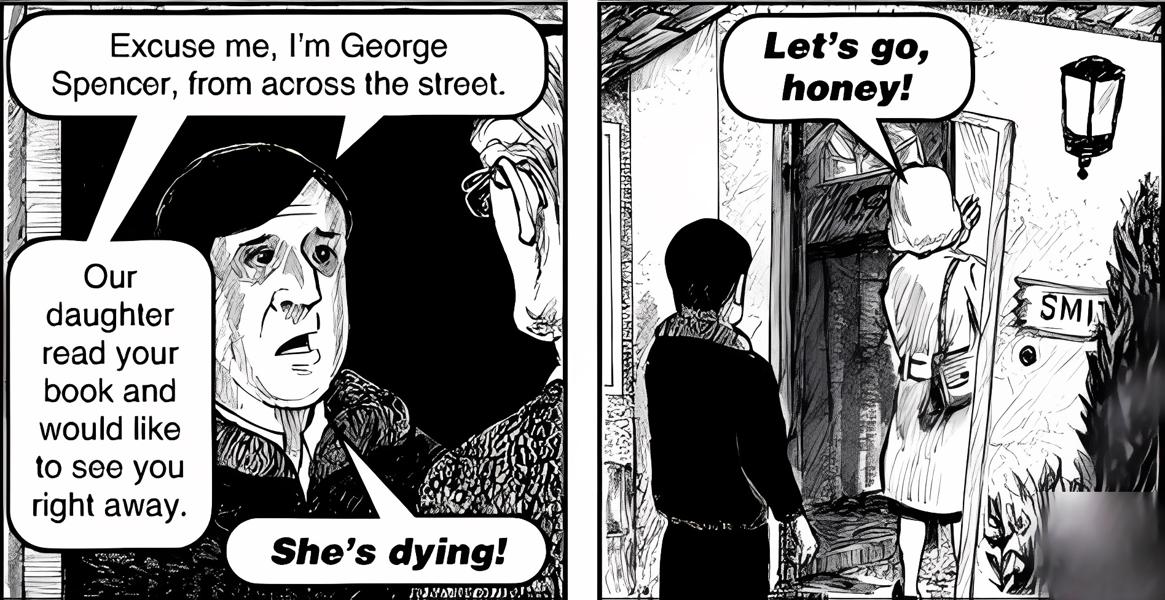 Excuse me, I'm George
Spencer, from across the street.
Our
daughter
read your
book and
would like
to see you
right away.
She's dying!
Let's go,
honey!
SMIT